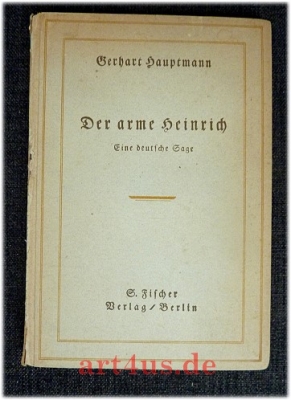 Gerhart Hauptmann
Der arme Heinrich
Eine deutsche Sage
S. Fischer
Verlag / Berlin
art4us.de